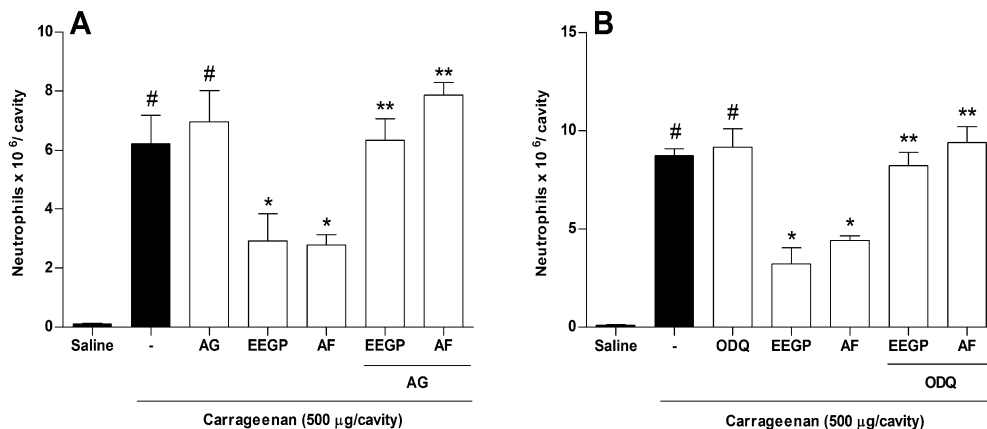 A
Neutrophils x 10 6/ cavity
10
8
6
4
2
0
#
#
*
*
**
**
Saline - AG EEGP AF EEGP AF
AG
Carrageenan (500 µg/cavity)
B
Neutrophils x 10 6/ cavity
15
10
5
0
#
#
*
*
**
**
Saline - ODQ EEGP AF EEGP AF
ODQ
Carrageenan (500 µg/cavity)